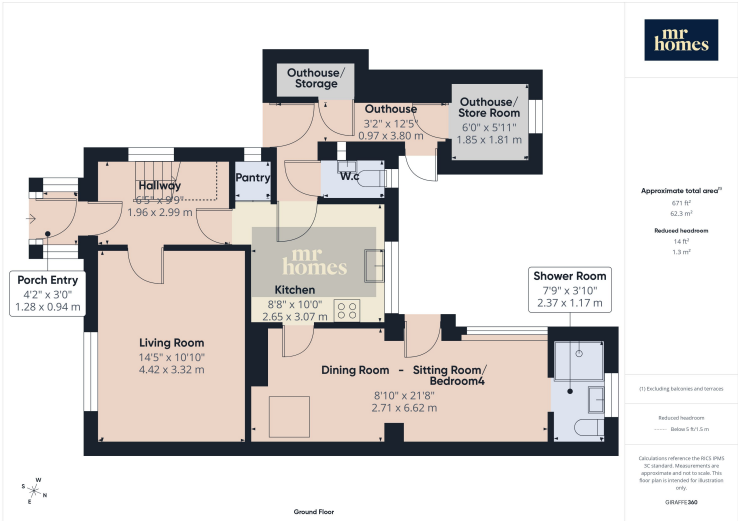 Outhouse/
Storage
Outhouse
3'2" x 12'5"
0.97 x 3.80 m
Outhouse/
Store Room
6'0" x 5'11"
1.85 x 1.81 m
Hallway
6'5" x 9'9"
1.96 x 2.99 m
Pantry
W.c
Porch Entry
4'2" x 3'0"
1.28 x 0.94 m
mr
homes
Kitchen
8'8" x 10'0"
2.65 x 3.07 m
Shower Room
7'9" x 3'10"
2.37 x 1.17 m
Living Room
14'5" x 10'10"
4.42 x 3.32 m
Dining Room - Sitting Room/
Bedroom4
8'10" x 21'8"
2.71 x 6.62 m
S W
E N
Ground Floor
mr
homes
Approximate total area(1)
671 ft²
62.3 m²
Reduced headroom
14 ft²
1.3 m²
(1) Excluding balconies and terraces
Reduced headroom
Below 5 ft/1.5 m
Calculations reference the RICS IPMS
3C standard. Measurements are
approximate and not to scale. This
floor plan is intended for illustration
only.
GIRAFFE360